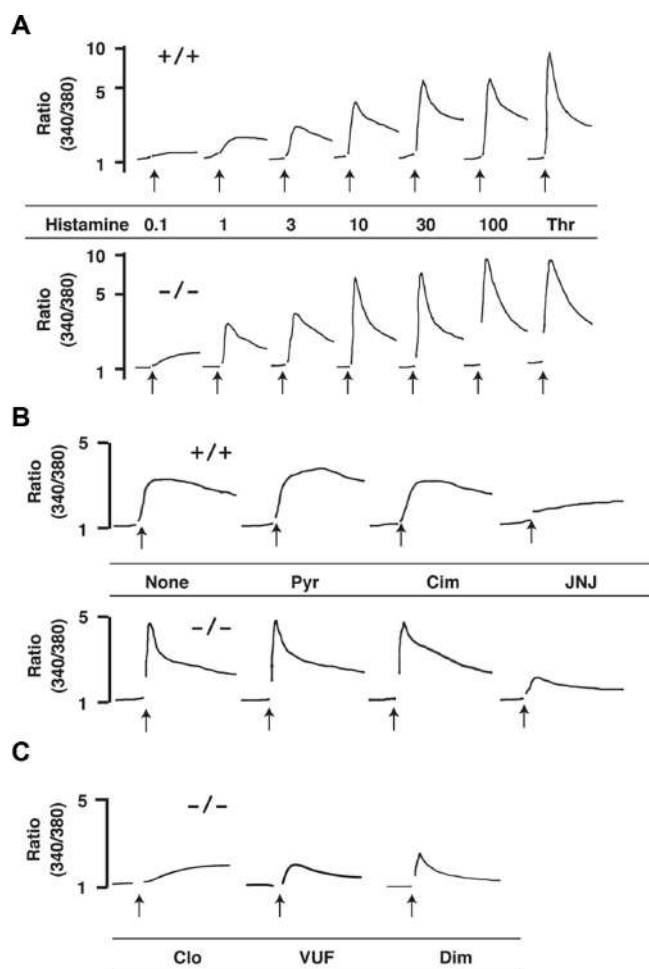 A
10
+/+
5
Ratio
(340/380)
1
Histamine 0.1 1 3 10 30 100 Thr
10
−/−
5
Ratio
(340/380)
1
B
5
+/+
Ratio
(340/380)
1
None Pyr Cim JNJ
5
−/−
Ratio
(340/380)
1
C
5
−/−
Ratio
(340/380)
1
Clo VUF Dim